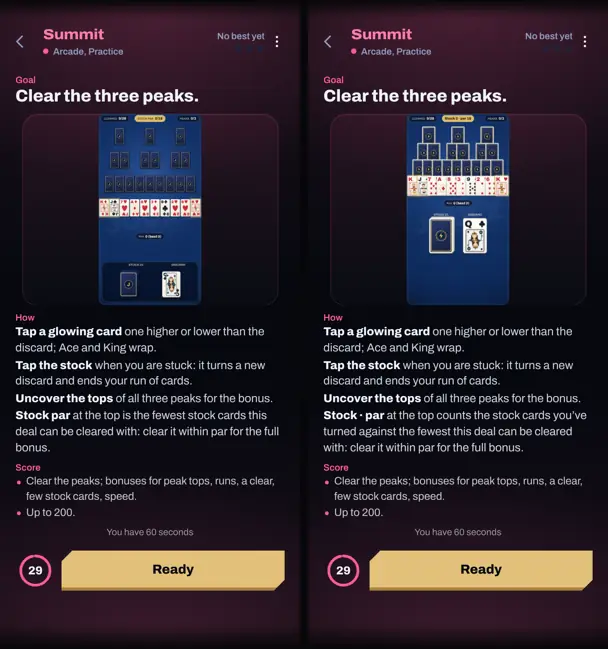 Summit
Arcade, Practice
No best yet
Goal
Clear the three peaks.
How
Tap a glowing card one higher or lower than the
discard; Ace and King wrap.
Tap the stock when you are stuck: it turns a new
discard and ends your run of cards.
Uncover the tops of all three peaks for the bonus.
Stock par at the top is the fewest stock cards this
deal can be cleared with: clear it within par for the full
bonus.
Score
Clear the peaks; bonuses for peak tops, runs, a clear,
few stock cards, speed.
Up to 200.
You have 60 seconds
29
Ready
Summit
Arcade, Practice
No best yet
Goal
Clear the three peaks.
Q
How
Tap a glowing card one higher or lower than the
discard; Ace and King wrap.
Tap the stock when you are stuck: it turns a new
discard and ends your run of cards.
Uncover the tops of all three peaks for the bonus.
Stock · par at the top counts the stock cards you've
turned against the fewest this deal can be cleared
with: clear it within par for the full bonus.
Score
Clear the peaks; bonuses for peak tops, runs, a clear,
few stock cards, speed.
Up to 200.
You have 60 seconds
29
Ready